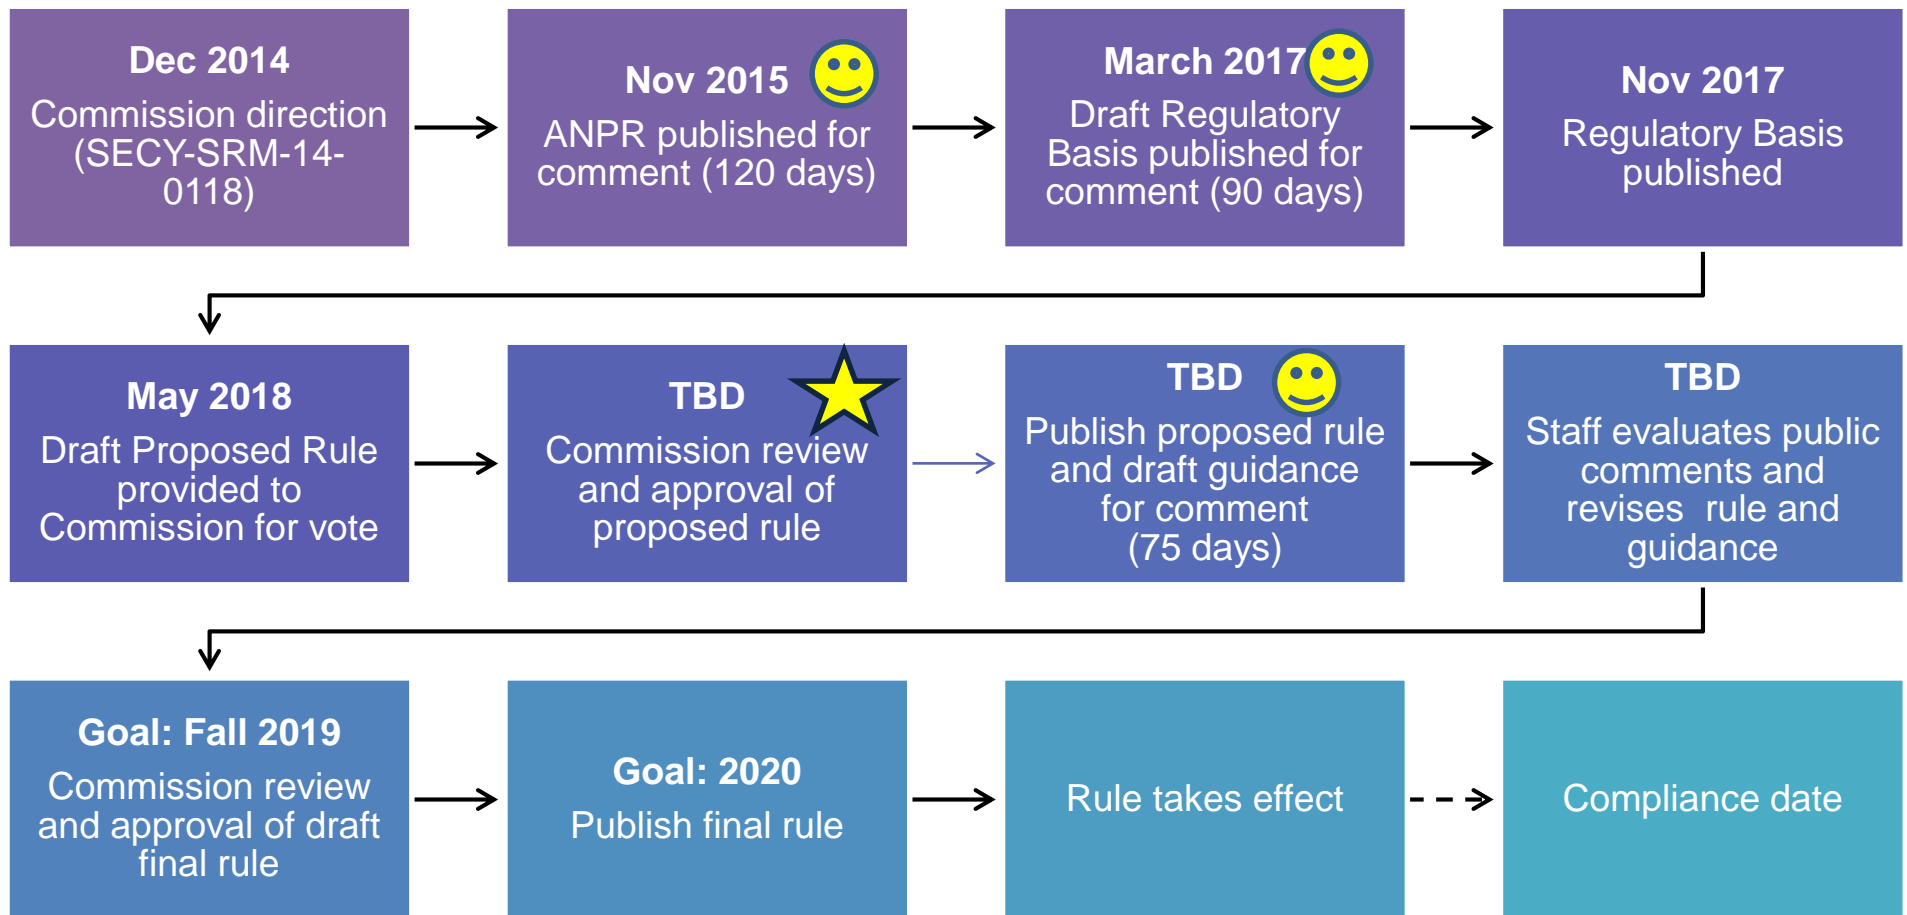 Dec 2014
Commission direction
(SECY-SRM-14-
0118)
Nov 2015
ANPR published for
comment (120 days)
March 2017
Draft Regulatory
Basis published for
comment (90 days)
Nov 2017
Regulatory Basis
published
May 2018
Draft Proposed Rule
provided to
Commission for vote
TBD
Commission review
and approval of
proposed rule
TBD
Publish proposed rule
and draft guidance
for comment
(75 days)
TBD
Staff evaluates public
comments and
revises  rule and
guidance
Goal: Fall 2019
Commission review
and approval of draft
final rule
Goal: 2020
Publish final rule
Rule takes effect
Compliance date